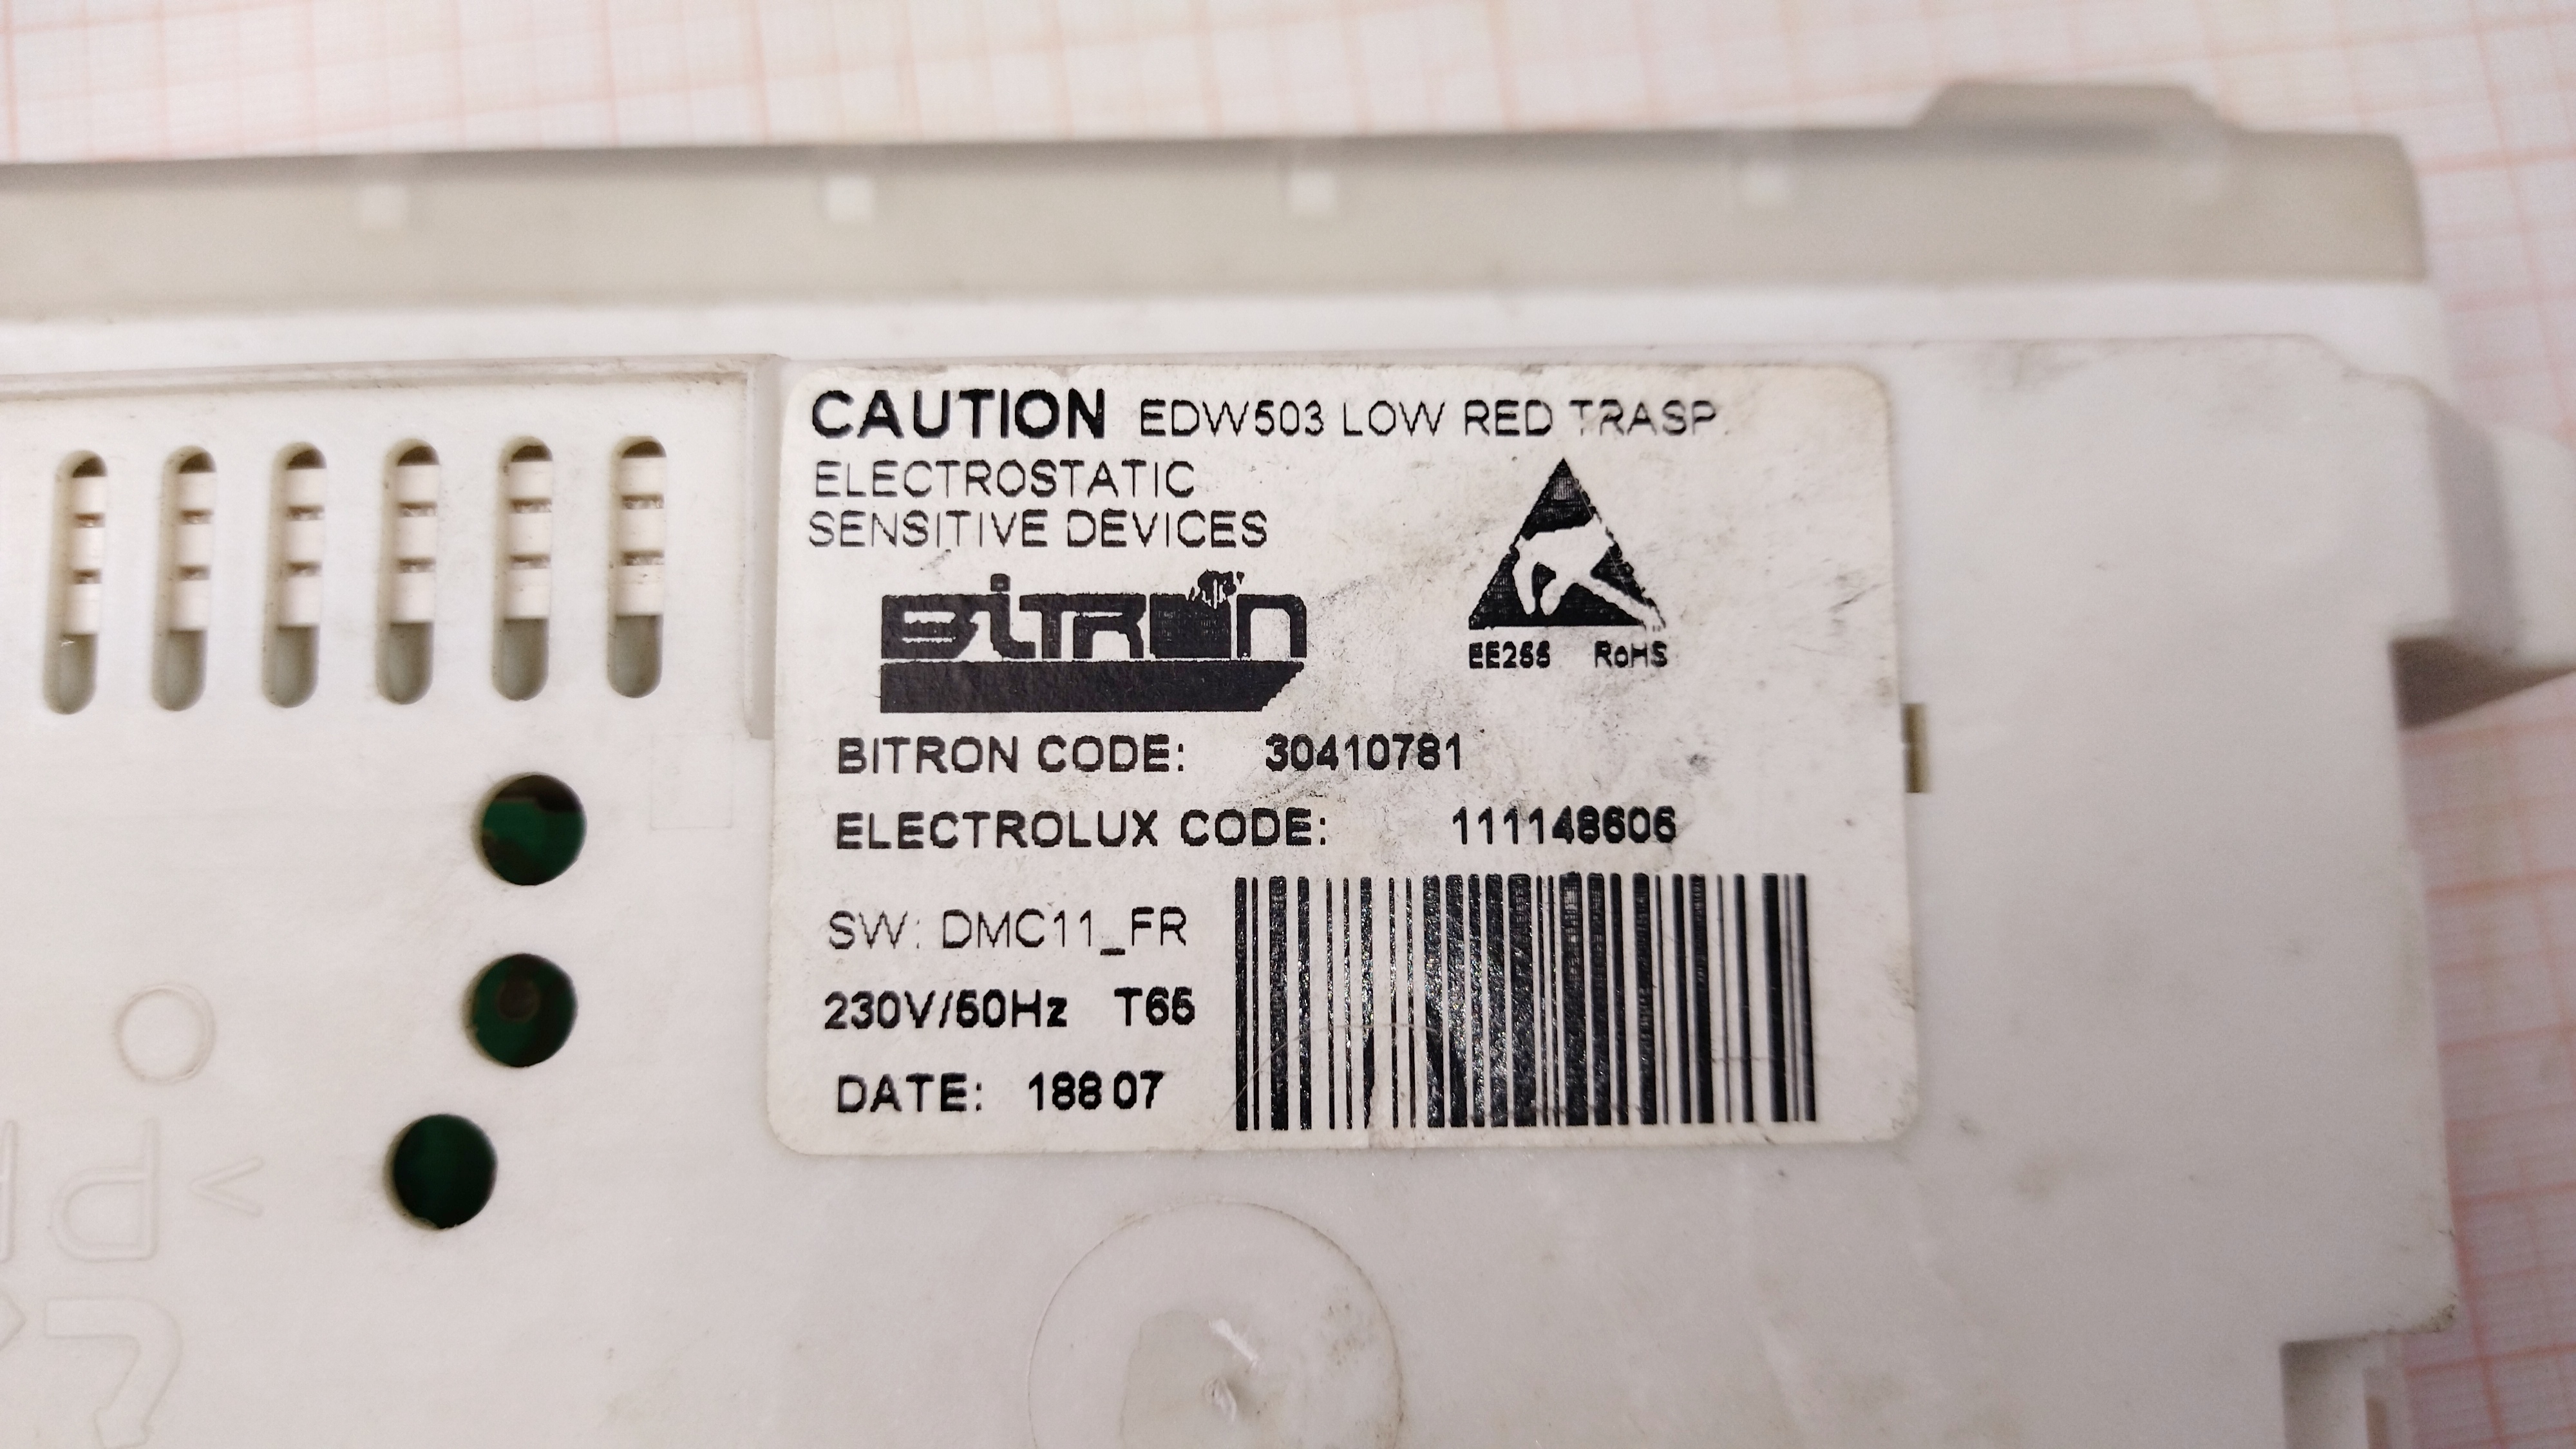 CAUTION EDW503 LOW RED TRASP.
ELECTROSTATIC
SENSITIVE DEVICES
BiTRon
EE255 RoHS
BITRON CODE: 30410781
ELECTROLUX CODE: 111148606
SW: DMC11_FR
230V/50Hz T65
DATE: 188 07